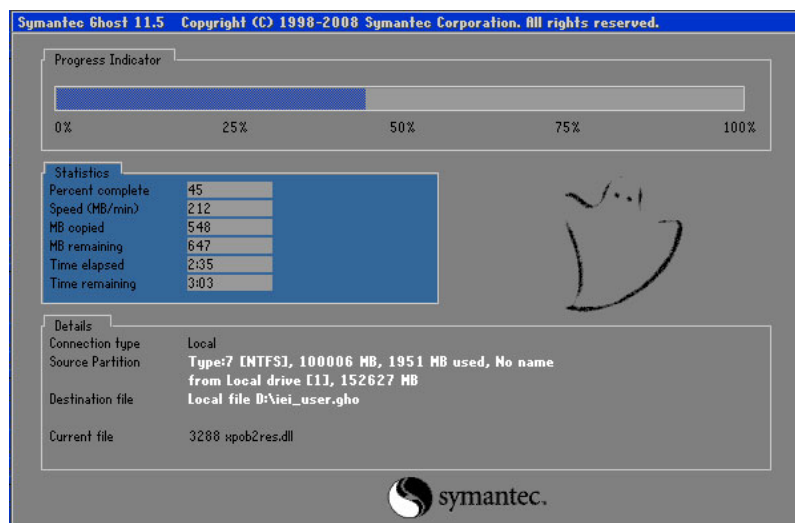 Symantec Ghost 11.5 Copyright (C) 1998-2008 Symantec Corporation. All rights reserved.
Progress Indicator
0% 25% 50% 75% 100%
Statistics
Percent complete 45
Speed (MB/min) 212
MB copied 548
MB remaining 647
Time elapsed 2:35
Time remaining 3:03
Details
Connection type Local
Source Partition Type:7 [NTFS], 100006 MB, 1951 MB used, No name
from Local drive [1], 152627 MB
Destination file Local file D:\iei_user.gho
Current file 3288 xpob2res.dll
symantec.